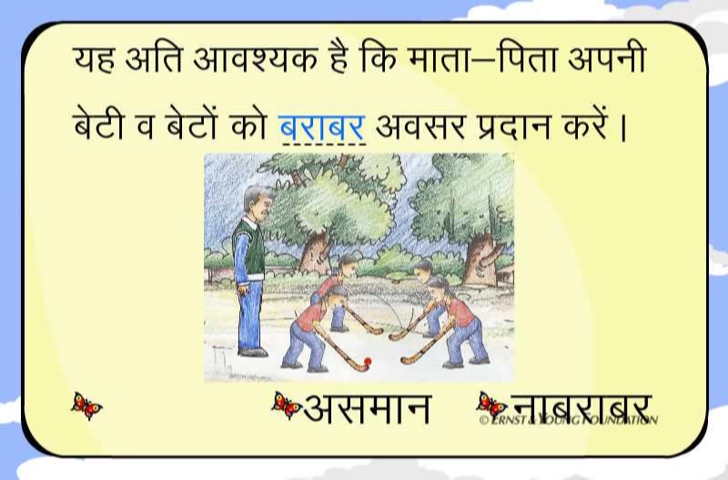 यह अति आवश्यक है कि माता–पिता अपनी
बेटी व बेटों को बराबर अवसर प्रदान करें।
असमान नाबराबर
© ERNST & YOUNG FOUNDATION